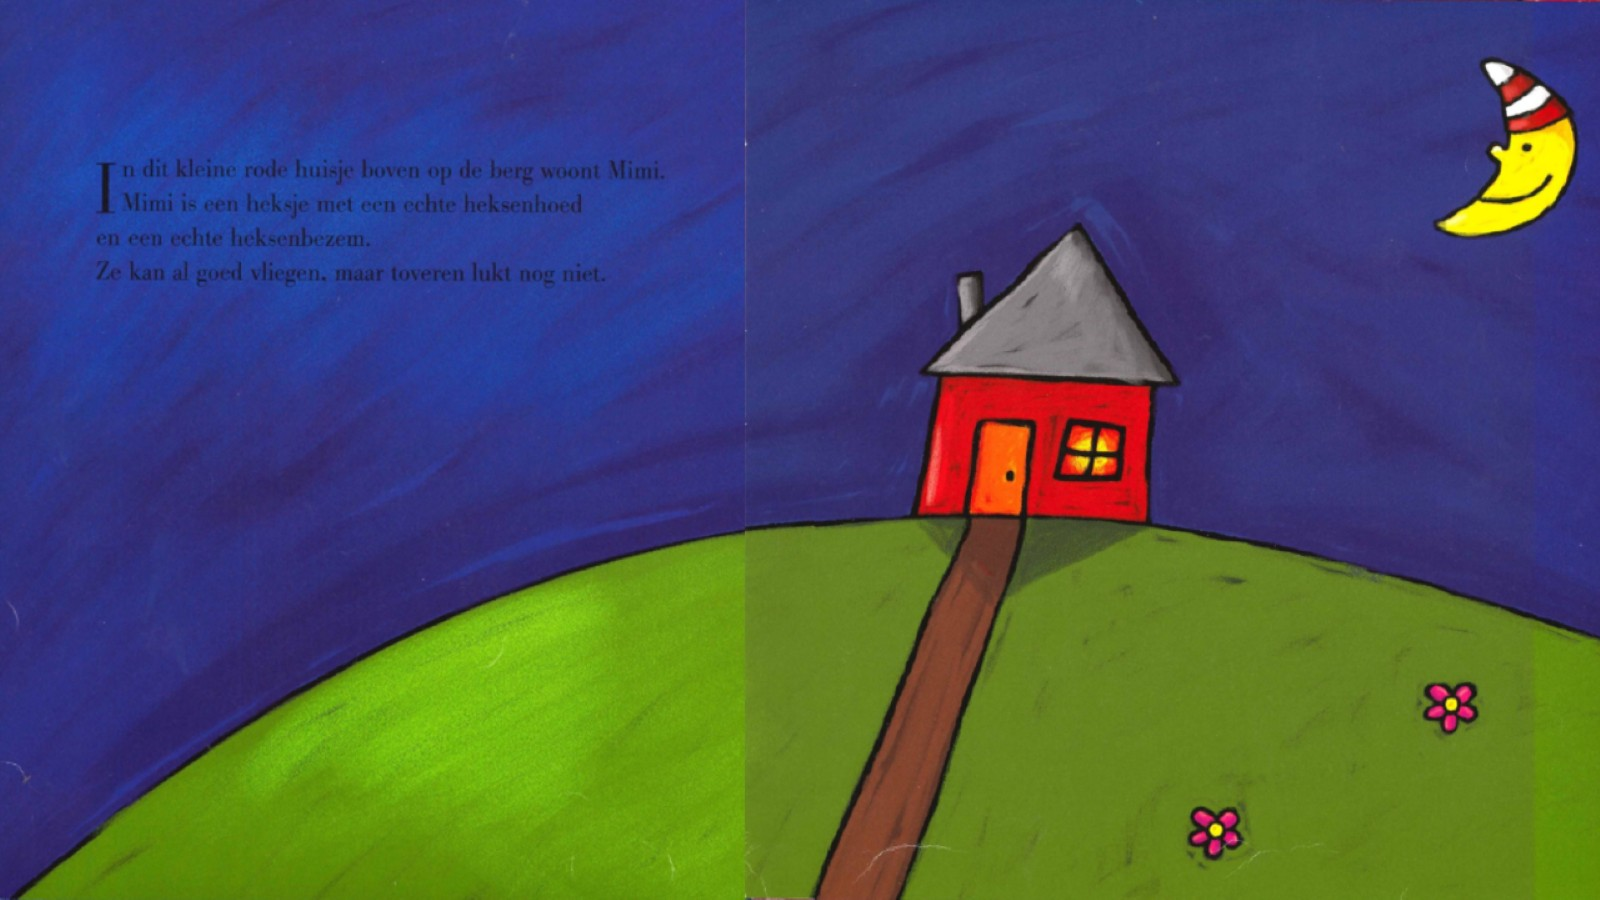 In dit kleine rode huisje boven op de berg woont Mimi.
Mimi is een heksje met een echte heksenhoed
en een echte heksenbezem.
Ze kan al goed vliegen, maar toveren lukt nog niet.